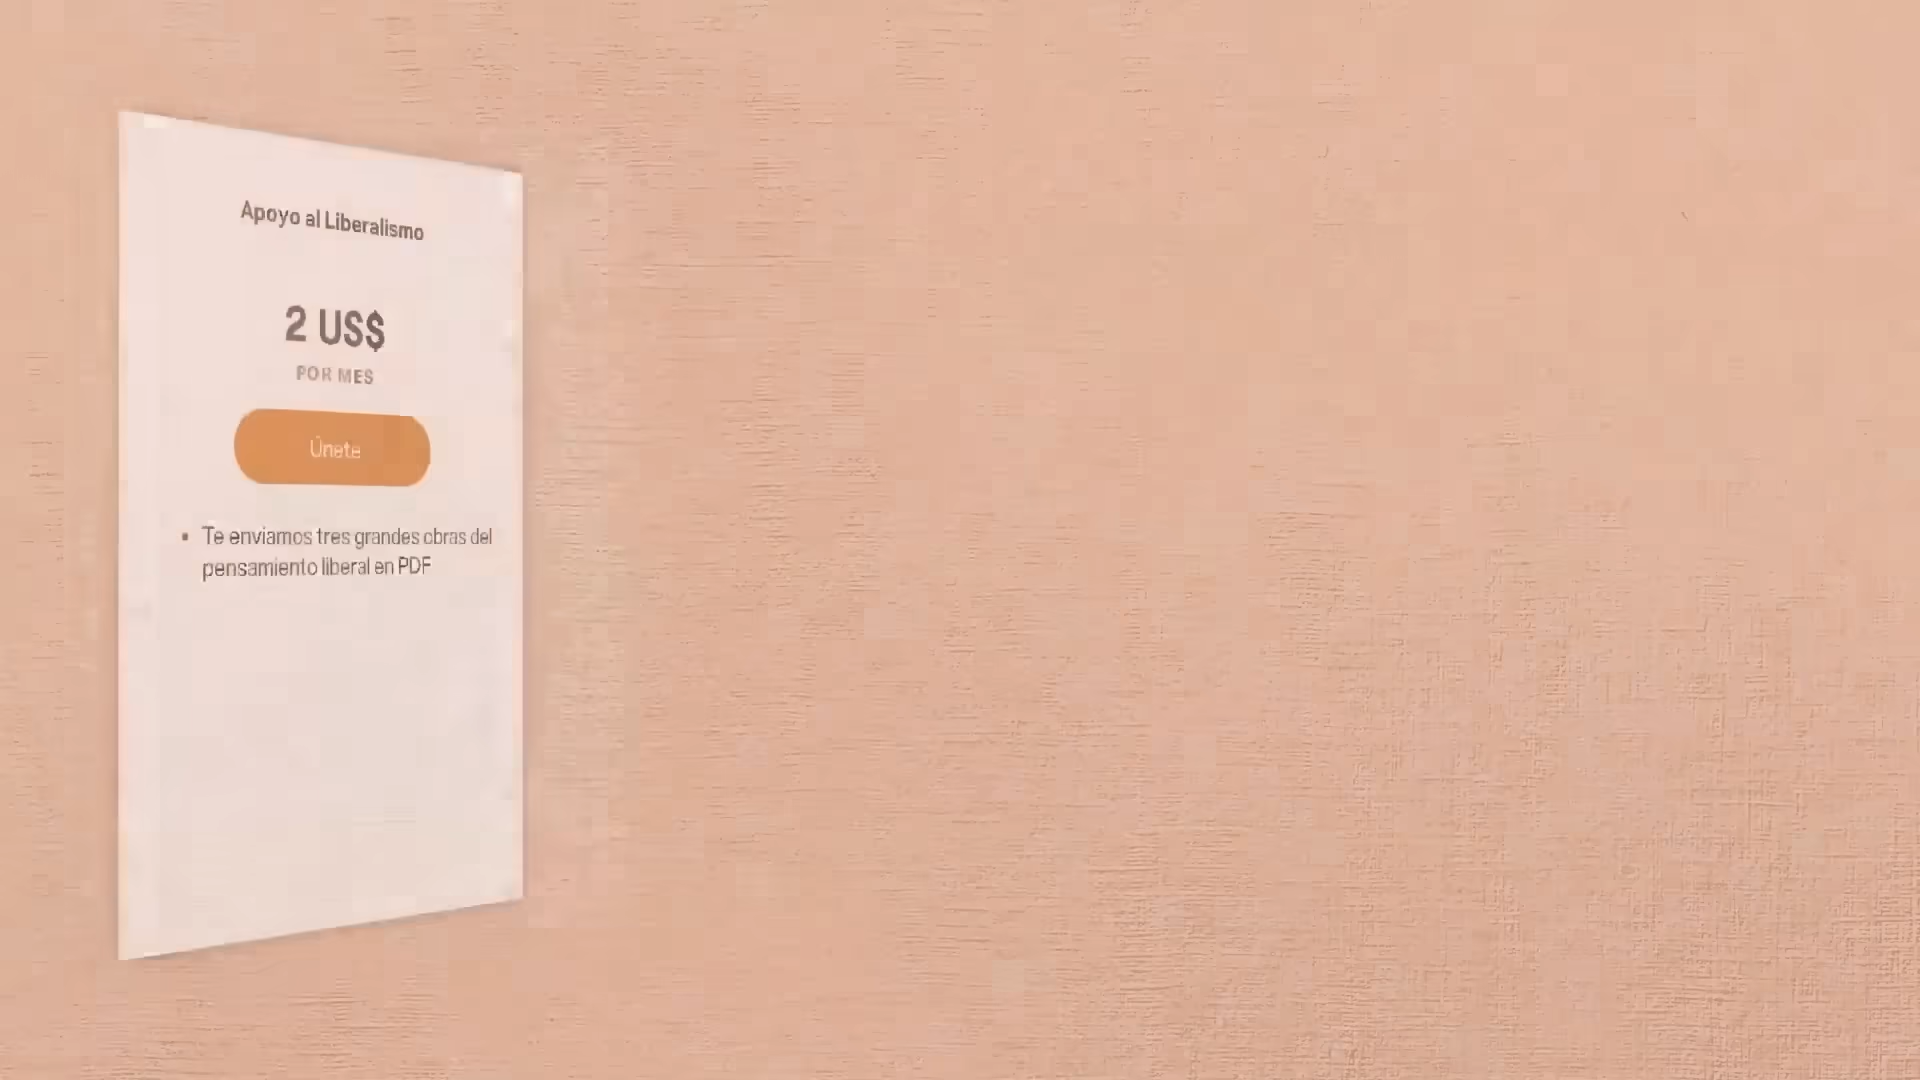 Apoyo al Liberalismo
2 US$
POR MES
Únete
▪ Te enviamos tres grandes obras del
pensamiento liberal en PDF